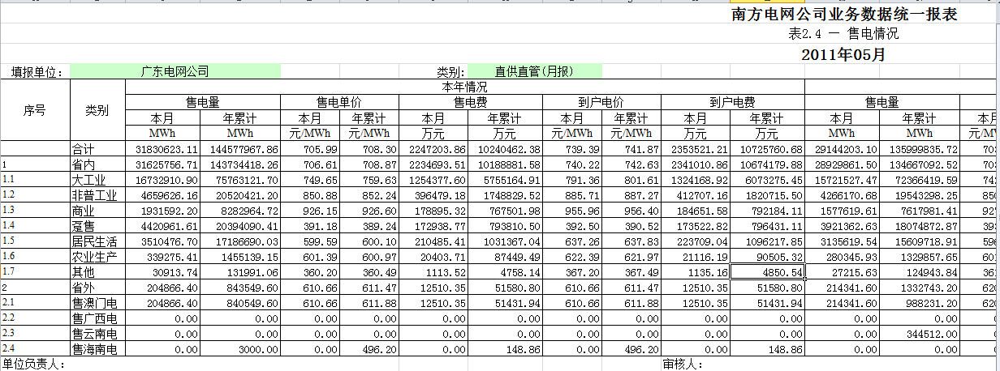 南方电网公司业务数据统一报表
表2.4 — 售电情况
2011年05月
填报单位： 广东电网公司 类别： 直供直管(月报)
序号 类别 本年情况
售电量 售电单价 售电费 到户电价 到户电费 售电量
本月 年累计 本月 年累计 本月 年累计 本月 年累计 本月 年累计 本月 年累计 本月
MWh MWh 元/MWh 元/MWh 万元 万元 元/MWh 元/MWh 万元 万元 MWh MWh
合计 31830623.11 144577967.86 705.99 708.30 2247203.86 10240462.38 739.39 741.87 2353521.21 10725760.68 29144203.10 135999835.72
1 省内 31625756.71 143734418.26 706.61 708.87 2234693.51 10188881.58 740.22 742.63 2341010.86 10674179.88 28929861.50 134667092.52
1.1 大工业 16732910.90 75763121.70 749.65 759.63 1254377.60 5755164.91 791.36 801.61 1324168.92 6073275.45 15721527.47 72366419.59
1.2 非普工业 4659626.16 20520421.20 850.88 852.24 396479.18 1748829.52 885.71 887.27 412707.16 1820715.50 4266170.68 19543298.25
1.3 商业 1931592.20 8282964.72 926.15 926.60 178895.32 767501.98 955.96 956.40 184651.58 792184.11 1577619.61 7617981.41
1.4 趸售 4420961.61 20394090.41 391.18 389.24 172938.77 793810.50 392.50 390.52 173522.82 796431.11 3921362.63 18074872.87
1.5 居民生活 3510476.70 17186690.03 599.59 600.10 210485.41 1031367.04 637.26 637.83 223709.04 1096217.85 3135619.54 15609718.91
1.6 农业生产 339275.41 1455139.15 601.39 600.97 20403.71 87449.49 622.39 621.97 21116.19 90505.32 280345.93 1329857.65
1.7 其他 30913.74 131991.06 360.20 360.49 1113.52 4758.14 367.20 367.49 1135.16 4850.54 27215.63 124943.84
2 省外 204866.40 843549.60 610.66 611.47 12510.35 51580.80 610.66 611.47 12510.35 51580.80 214341.60 1332743.20
2.1 售澳门电 204866.40 840549.60 610.66 611.88 12510.35 51431.94 610.66 611.88 12510.35 51431.94 214341.60 988231.20
2.2 售广西电 0.00 0.00 0.00 0.00 0.00 0.00 0.00 0.00 0.00 0.00 0.00 0.00
2.3 售云南电 0.00 0.00 0.00 0.00 0.00 0.00 0.00 0.00 0.00 0.00 0.00 344512.00
2.4 售海南电 0.00 3000.00 0.00 496.20 0.00 148.86 0.00 496.20 0.00 148.86 0.00 0.00
单位负责人： 审核人：